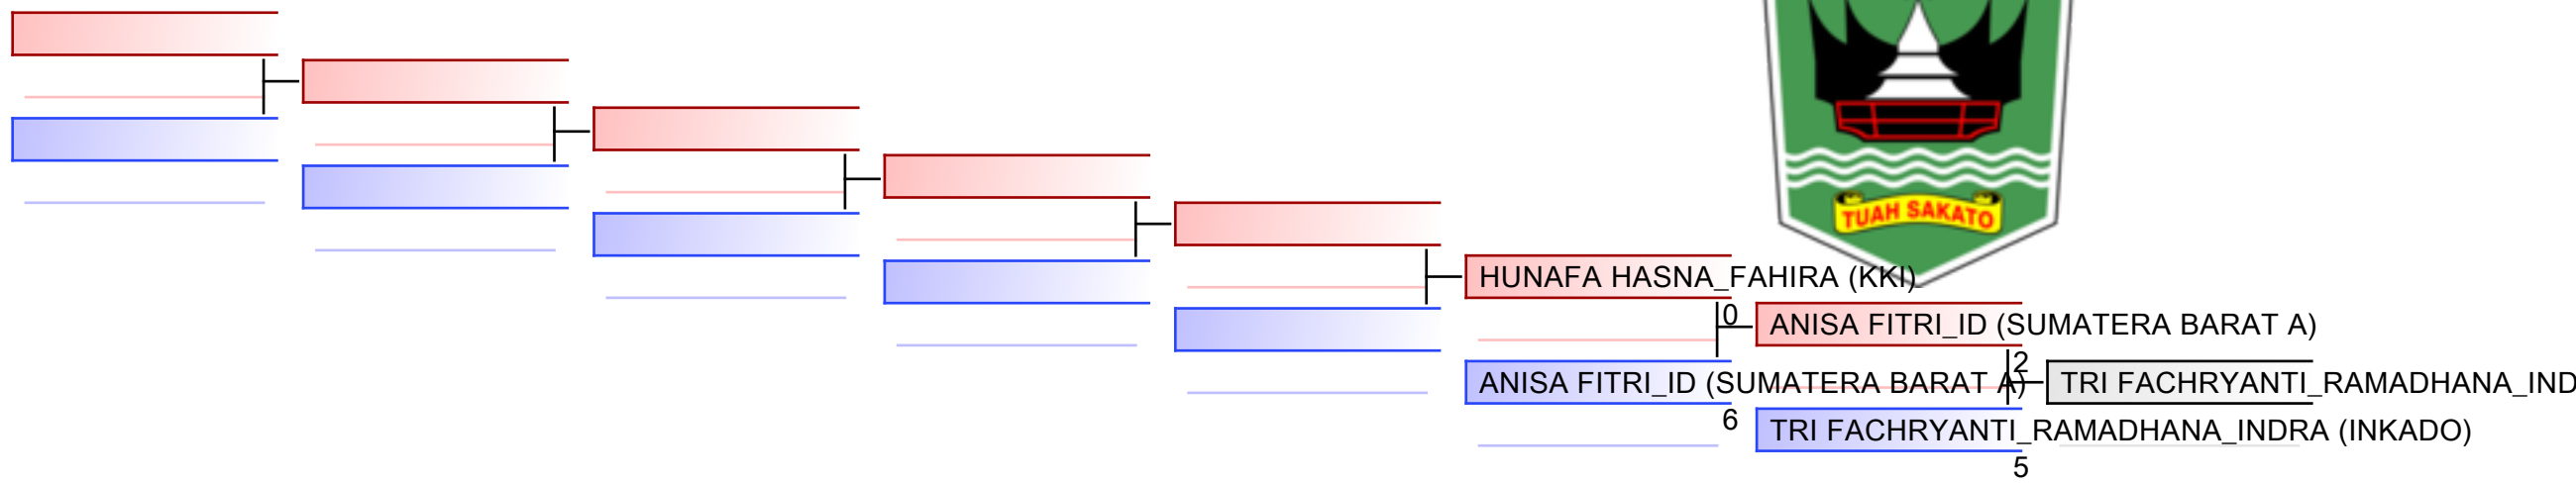 TUAH SAKATO
HUNAFA HASNA_FAHIRA (KKI)
0
ANISA FITRI_ID (SUMATERA BARAT A)
2
ANISA FITRI_ID (SUMATERA BARAT A)
TRI FACHRYANTI_RAMADHANA_IND
6
TRI FACHRYANTI_RAMADHANA_INDRA (INKADO)
5